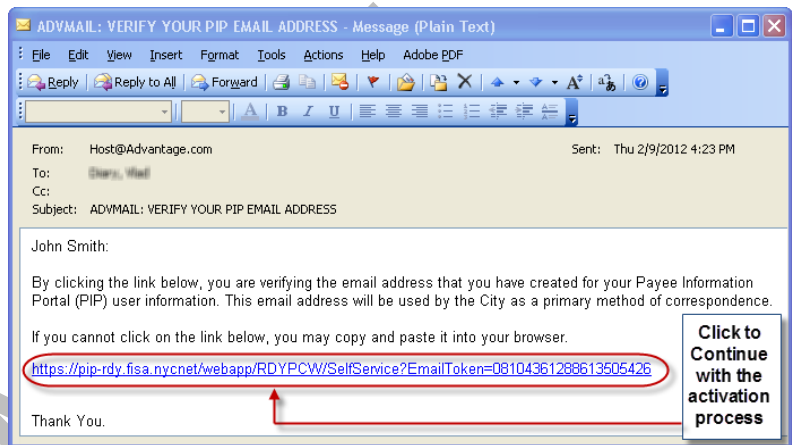 ADVMAIL: VERIFY YOUR PIP EMAIL ADDRESS - Message (Plain Text)
File Edit View Insert Format Tools Actions Help Adobe PDF
Reply Reply to All Forward
A B I U
From: Host@Advantage.com Sent: Thu 2/9/2012 4:23 PM
To:
Cc:
Subject: ADVMAIL: VERIFY YOUR PIP EMAIL ADDRESS
John Smith:
By clicking the link below, you are verifying the email address that you have created for your Payee Information
Portal (PIP) user information. This email address will be used by the City as a primary method of correspondence.
If you cannot click on the link below, you may copy and paste it into your browser.
https://pip-rdy.fisa.nycnet/webapp/RDYPCW/SelfService?EmailToken=08104361288613505426
Click to
Continue
with the
activation
process
Thank You.